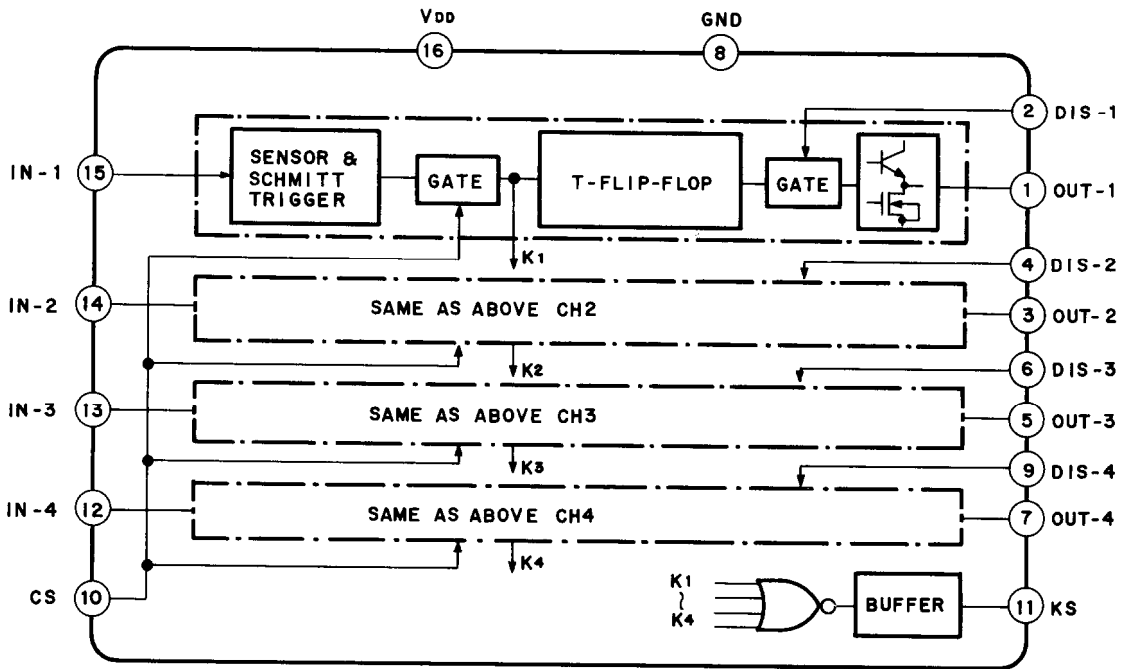 VDD
GND
16
8
2 DIS-1
IN-1 15
SENSOR &
SCHMITT
TRIGGER
GATE
T-FLIP-FLOP
GATE
1 OUT-1
K1
4 DIS-2
IN-2 14
SAME AS ABOVE CH2
3 OUT-2
K2
6 DIS-3
IN-3 13
SAME AS ABOVE CH3
5 OUT-3
K3
9 DIS-4
IN-4 12
SAME AS ABOVE CH4
7 OUT-4
K4
CS 10
K1
~
K4
BUFFER
11 KS